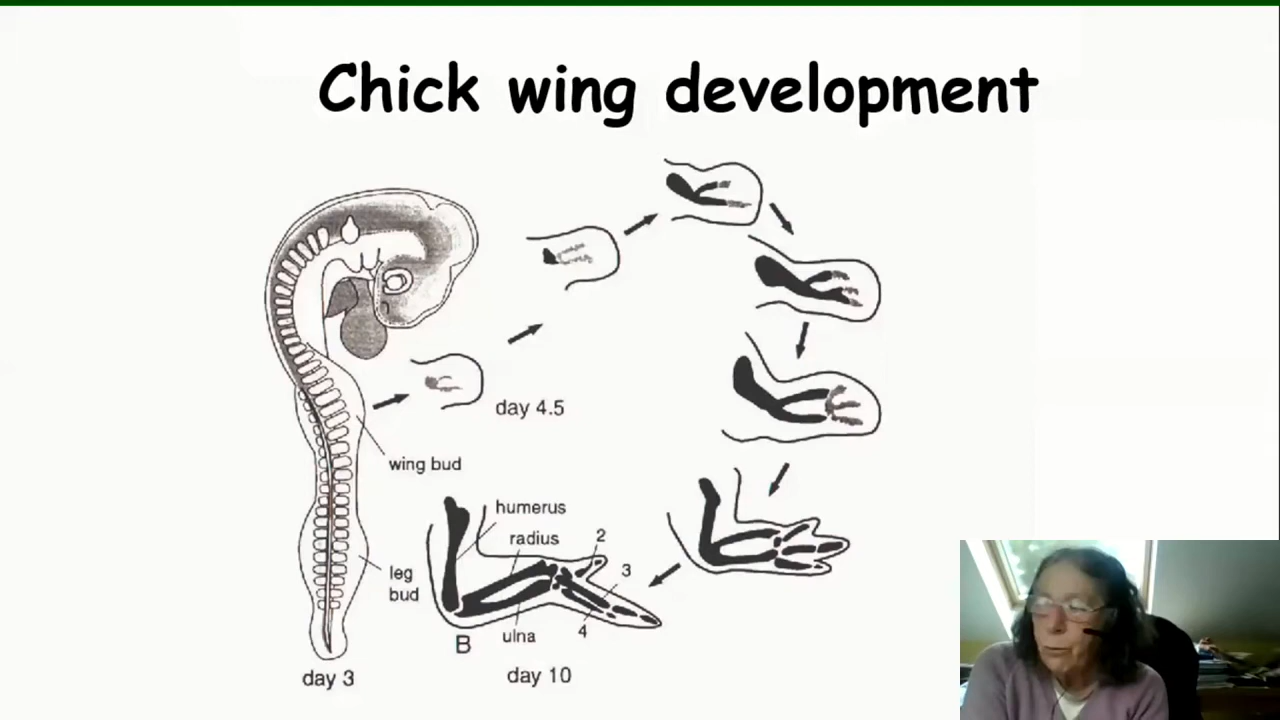 Chick wing development
day 4.5
wing bud
humerus
radius
2
3
leg
bud
4
ulna
B
day 3
day 10